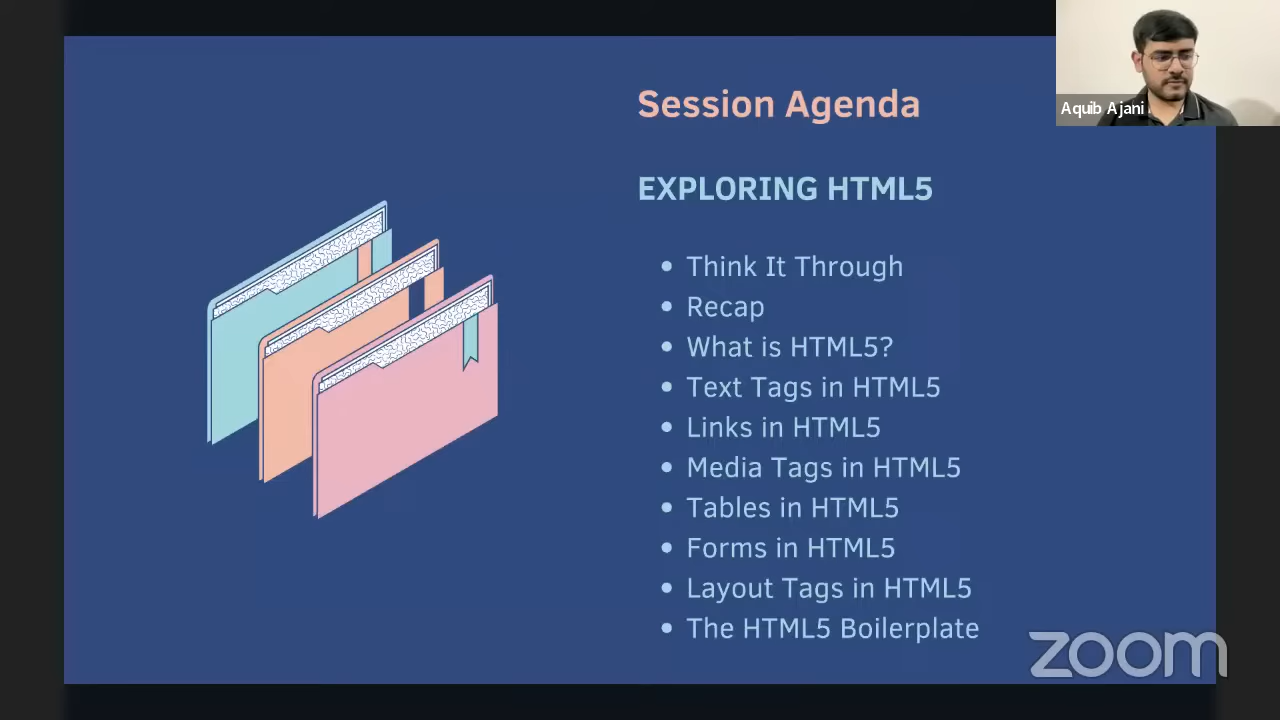 Session Agenda
Aquib Ajani
EXPLORING HTML5
• Think It Through
• Recap
• What is HTML5?
• Text Tags in HTML5
• Links in HTML5
• Media Tags in HTML5
• Tables in HTML5
• Forms in HTML5
• Layout Tags in HTML5
• The HTML5 Boilerplate
zoom